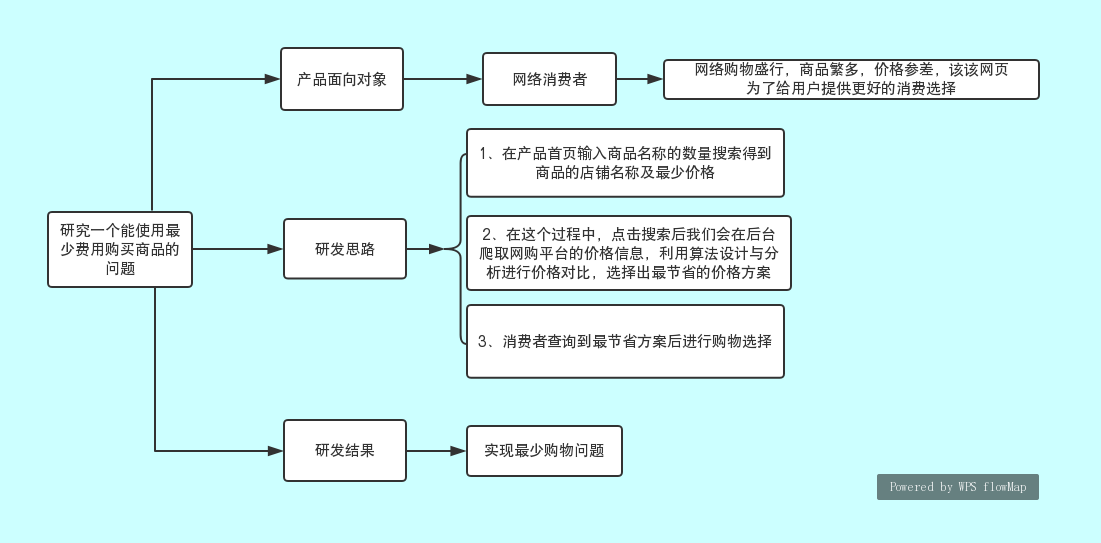 产品面向对象
网络消费者
网络购物盛行，商品繁多，价格参差，该该网页
为了给用户提供更好的消费选择
研究一个能使用最
少费用购买商品的
问题
研发思路
1、在产品首页输入商品名称的数量搜索得到
商品的店铺名称及最少价格
2、在这个过程中，点击搜索后我们会在后台
爬取网购平台的价格信息，利用算法设计与分
析进行价格对比，选择出最节省的价格方案
3、消费者查询到最节省方案后进行购物选择
研发结果
实现最少购物问题
Powered by WPS flowMap